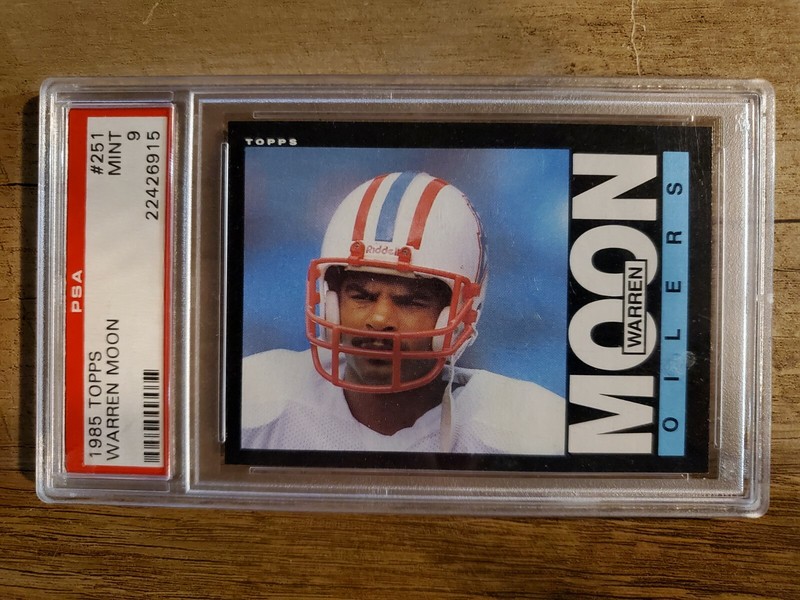 1985 TOPPS #251
WARREN MOON MINT
9
22426915
PSA
TOPPS
Riddell
MOON
WARREN
OILERS